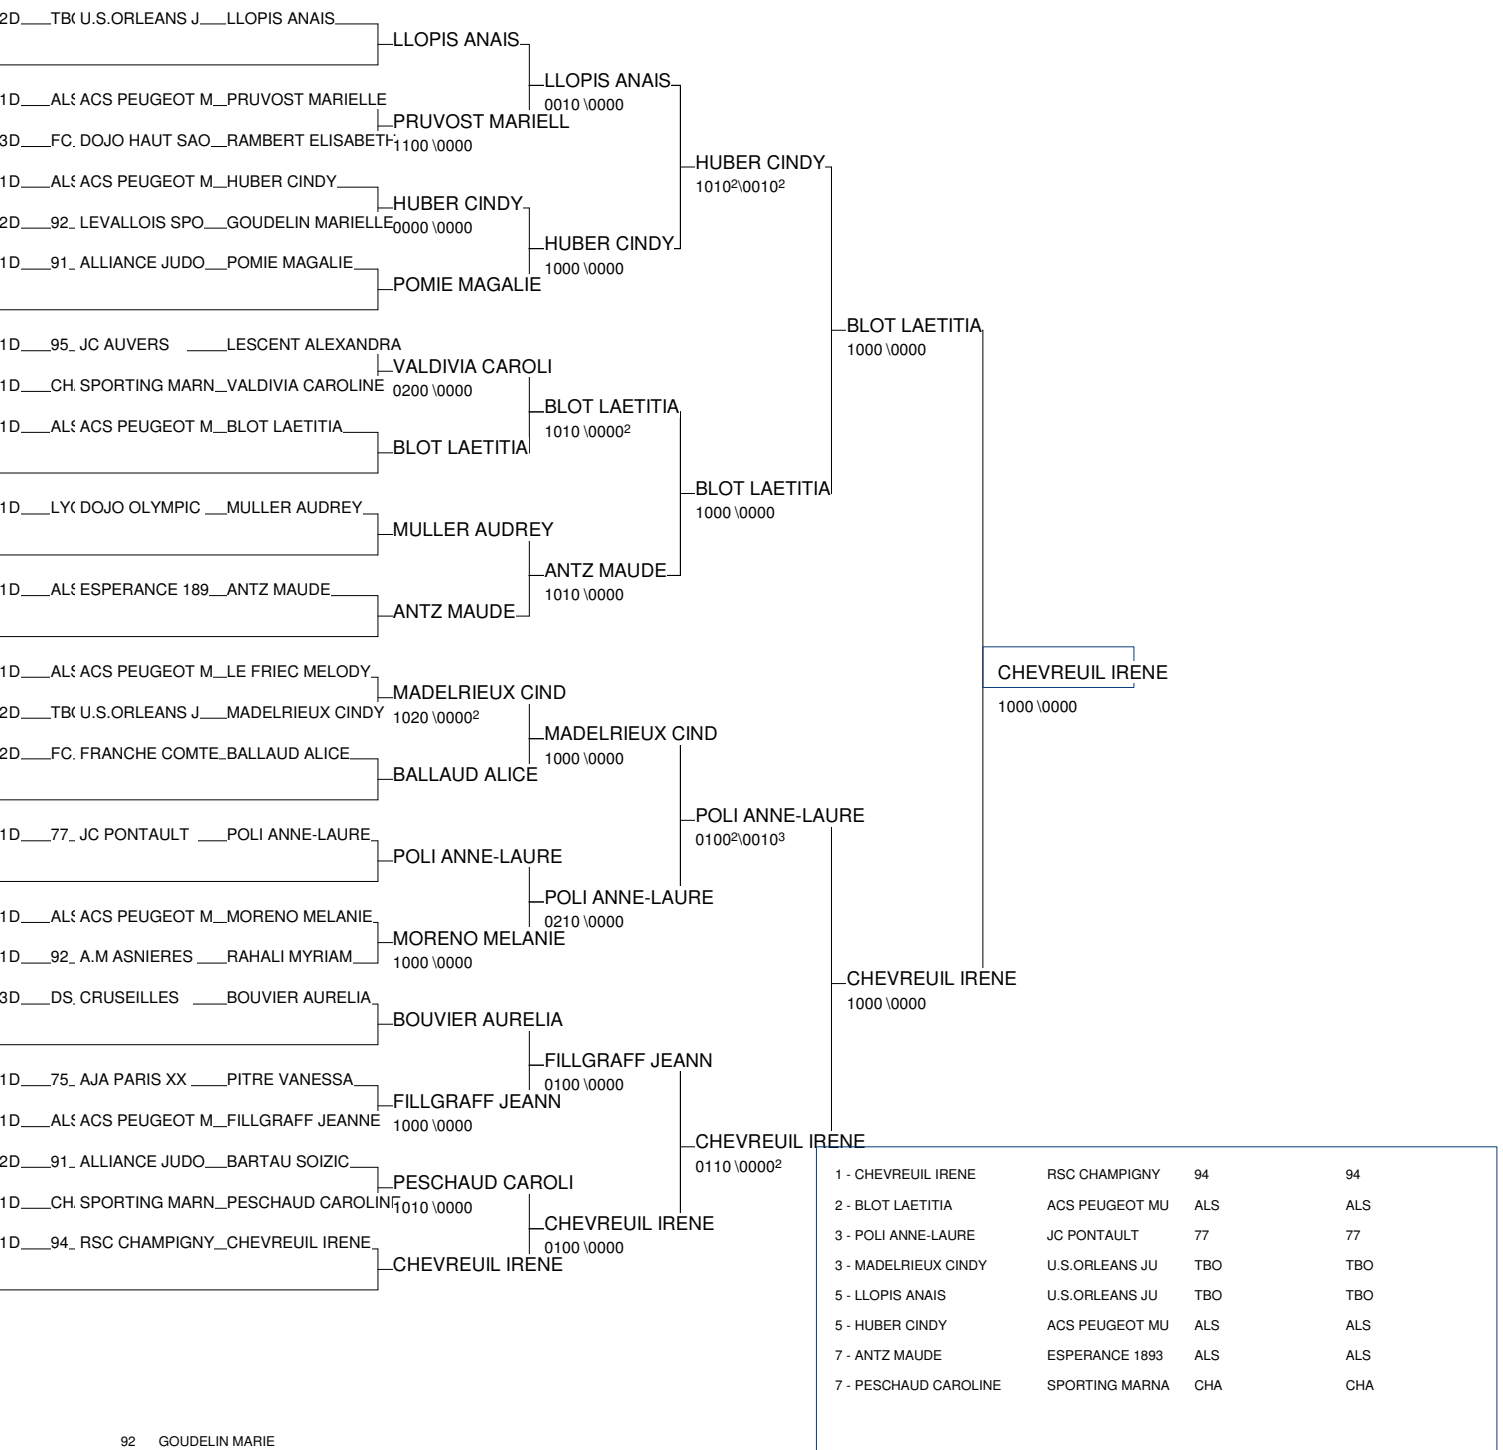 2D TBO U.S.ORLEANS J LLOPIS ANAIS
LLOPIS ANAIS
LLOPIS ANAIS
0010 \0000
1D ALS ACS PEUGEOT M PRUVOST MARIELLE
PRUVOST MARIELL
1100 \0000
3D FC DOJO HAUT SAO RAMBERT ELISABETH
HUBER CINDY
1010²\0010²
1D ALS ACS PEUGEOT M HUBER CINDY
HUBER CINDY
0000 \0000
2D 92 LEVALLOIS SPO GOUDELIN MARIELLE
HUBER CINDY
1000 \0000
1D 91 ALLIANCE JUDO POMIE MAGALIE
POMIE MAGALIE
BLOT LAETITIA
1000 \0000
1D 95 JC AUVERS LESCENT ALEXANDRA
VALDIVIA CAROLI
0200 \0000
1D CH SPORTING MARN VALDIVIA CAROLINE
BLOT LAETITIA
1010 \0000²
1D ALS ACS PEUGEOT M BLOT LAETITIA
BLOT LAETITIA
BLOT LAETITIA
1000 \0000
1D LYO DOJO OLYMPIC MULLER AUDREY
MULLER AUDREY
ANTZ MAUDE
1010 \0000
1D ALS ESPERANCE 189 ANTZ MAUDE
ANTZ MAUDE
CHEVREUIL IRENE
1000 \0000
1D ALS ACS PEUGEOT M LE FRIEC MELODY
MADELRIEUX CIND
1020 \0000²
2D TBO U.S.ORLEANS J MADELRIEUX CINDY
MADELRIEUX CIND
1000 \0000
2D FC FRANCHE COMTE BALLAUD ALICE
BALLAUD ALICE
POLI ANNE-LAURE
0100²\0010³
1D 77 JC PONTAULT POLI ANNE-LAURE
POLI ANNE-LAURE
POLI ANNE-LAURE
0210 \0000
1D ALS ACS PEUGEOT M MORENO MELANIE
MORENO MELANIE
1000 \0000
1D 92 A.M ASNIERES RAHALI MYRIAM
CHEVREUIL IRENE
1000 \0000
3D DS CRUSEILLES BOUVIER AURELIA
BOUVIER AURELIA
FILLGRAFF JEANN
0100 \0000
1D 75 AJA PARIS XX PITRE VANESSA
FILLGRAFF JEANN
1000 \0000
1D ALS ACS PEUGEOT M FILLGRAFF JEANNE
CHEVREUIL IRENE
0110 \0000²
2D 91 ALLIANCE JUDO BARTAU SOIZIC
PESCHAUD CAROLI
1010 \0000
1D CH SPORTING MARN PESCHAUD CAROLINE
CHEVREUIL IRENE
0100 \0000
1D 94 RSC CHAMPIGNY CHEVREUIL IRENE
CHEVREUIL IRENE
1 - CHEVREUIL IRENE RSC CHAMPIGNY 94 94
2 - BLOT LAETITIA ACS PEUGEOT MU ALS ALS
3 - POLI ANNE-LAURE JC PONTAULT 77 77
3 - MADELRIEUX CINDY U.S.ORLEANS JU TBO TBO
5 - LLOPIS ANAIS U.S.ORLEANS JU TBO TBO
5 - HUBER CINDY ACS PEUGEOT MU ALS ALS
7 - ANTZ MAUDE ESPERANCE 1893 ALS ALS
7 - PESCHAUD CAROLINE SPORTING MARNA CHA CHA
92 GOUDELIN MARIE